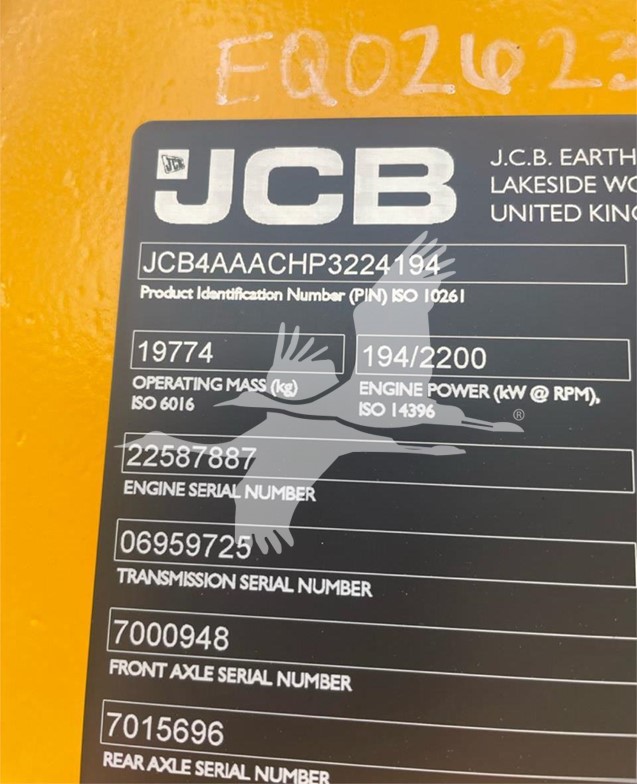 EQ02623
JCB
JCB
J.C.B. EARTH
LAKESIDE WO
UNITED KING
JCB4AAACHP3224194
Product Identification Number (PIN) ISO 10261
19774
194/2200
OPERATING MASS (kg)
ISO 6016
ENGINE POWER (kW @ RPM),
ISO 14396
®
22587887
ENGINE SERIAL NUMBER
06959725
TRANSMISSION SERIAL NUMBER
7000948
FRONT AXLE SERIAL NUMBER
7015696
REAR AXLE SERIAL NUMBER